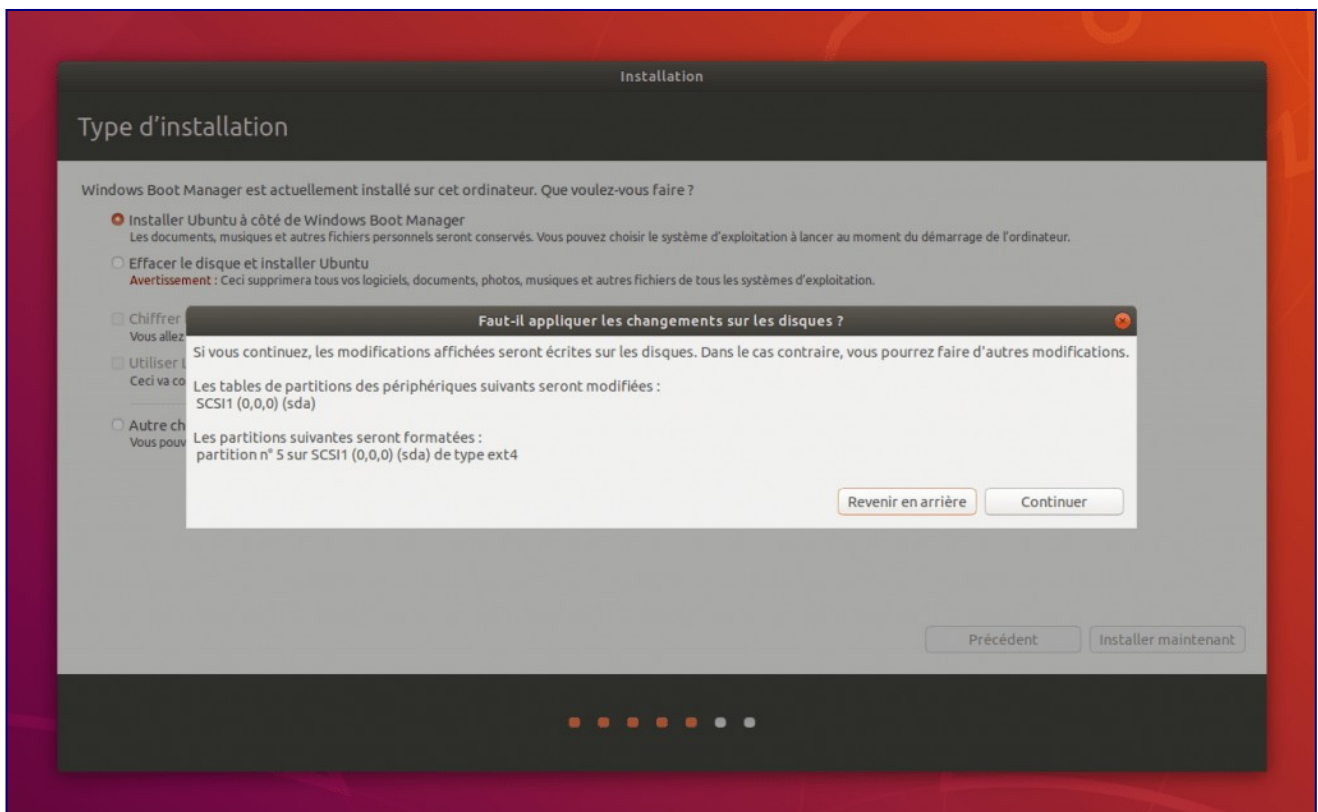 Installation
Type d’installation
Windows Boot Manager est actuellement installé sur cet ordinateur. Que voulez-vous faire ?
Installer Ubuntu à côté de Windows Boot Manager
Les documents, musiques et autres fichiers personnels seront conservés. Vous pouvez choisir le système d’exploitation à lancer au moment du démarrage de l’ordinateur.
Effacer le disque et installer Ubuntu
Avertissement : Ceci supprimera tous vos logiciels, documents, photos, musiques et autres fichiers de tous les systèmes d’exploitation.
Chiffrer
Vous allez
Utiliser
Ceci va
Autre
Vous
Faut-il appliquer les changements sur les disques ?
Si vous continuez, les modifications affichées seront écrites sur les disques. Dans le cas contraire, vous pourrez faire d'autres modifications.
Les tables de partitions des périphériques suivants seront modifiées :
SCSI1 (0,0,0) (sda)
Les partitions suivantes seront formatées :
partition n° 5 sur SCSI1 (0,0,0) (sda) de type ext4
Revenir en arrière
Continuer
Précédent
Installer maintenant